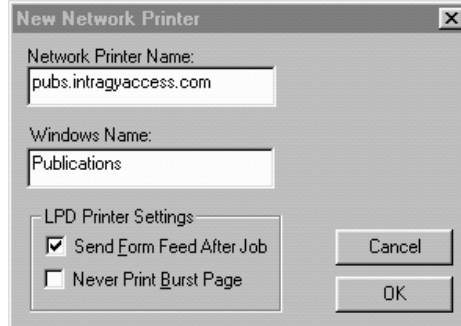 New Network Printer
Network Printer Name:
pubs.intragyaccess.com
Windows Name:
Publications
LPD Printer Settings
Send Form Feed After Job
Never Print Burst Page
Cancel
OK